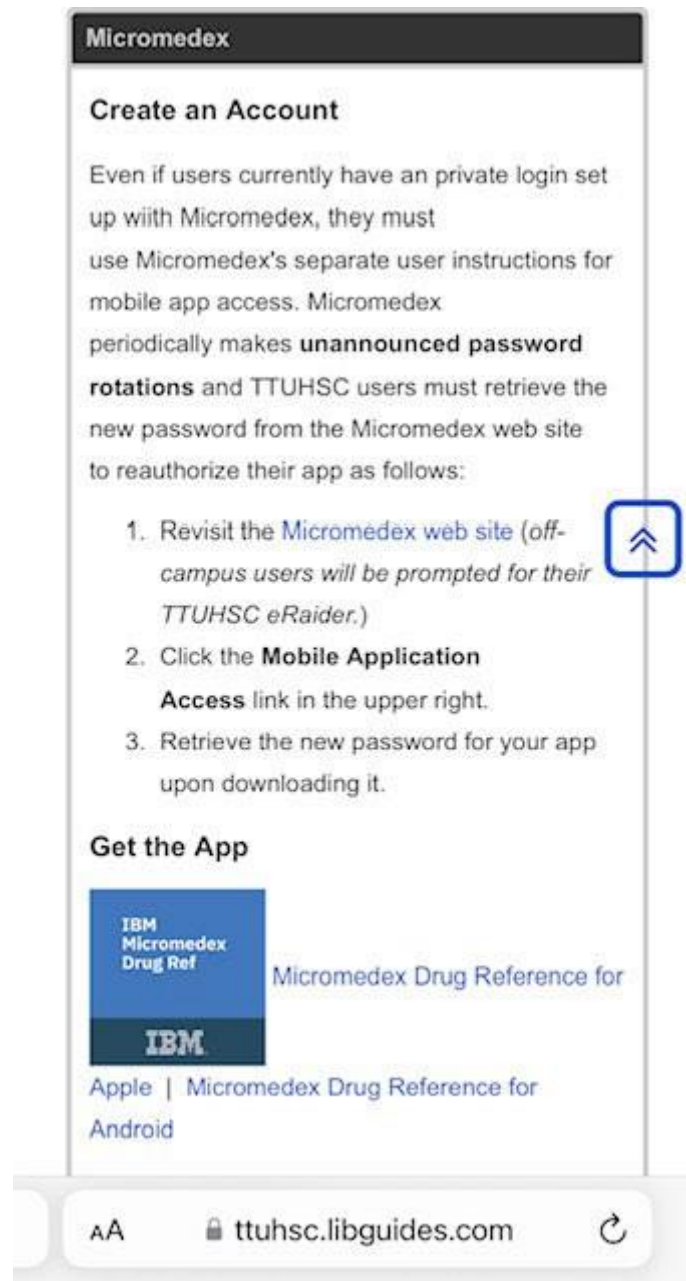 Micromedex
Create an Account
Even if users currently have an private login set
up wiith Micromedex, they must
use Micromedex's separate user instructions for
mobile app access. Micromedex
periodically makes unannounced password
rotations and TTUHSC users must retrieve the
new password from the Micromedex web site
to reauthorize their app as follows:
1. Revisit the Micromedex web site (off-
campus users will be prompted for their
TTUHSC eRaider.)
2. Click the Mobile Application
Access link in the upper right.
3. Retrieve the new password for your app
upon downloading it.
Get the App
IBM
Micromedex
Drug Ref
IBM
Micromedex Drug Reference for
Apple | Micromedex Drug Reference for
Android
AA ttuhsc.libguides.com